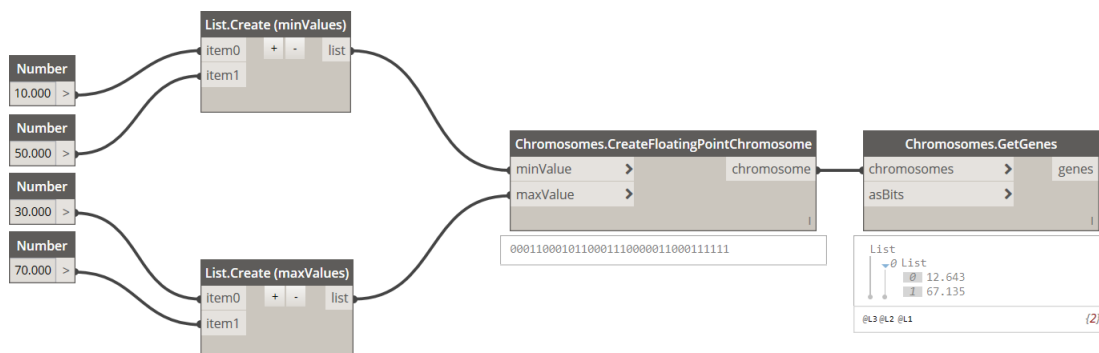 List.Create (minValues)
item0 + - list
item1
Number
10.000 >
Number
50.000 >
Number
30.000 >
Number
70.000 >
List.Create (maxValues)
item0 + - list
item1
Chromosomes.CreateFloatingPointChromosome
minValue > chromosome
maxValue >
l
00011000101100011100000110001111111
Chromosomes.GetGenes
chromosomes > genes
asBits >
l
List
0 List
0 12.643
1 67.135
@L3 @L2 @L1 {2}